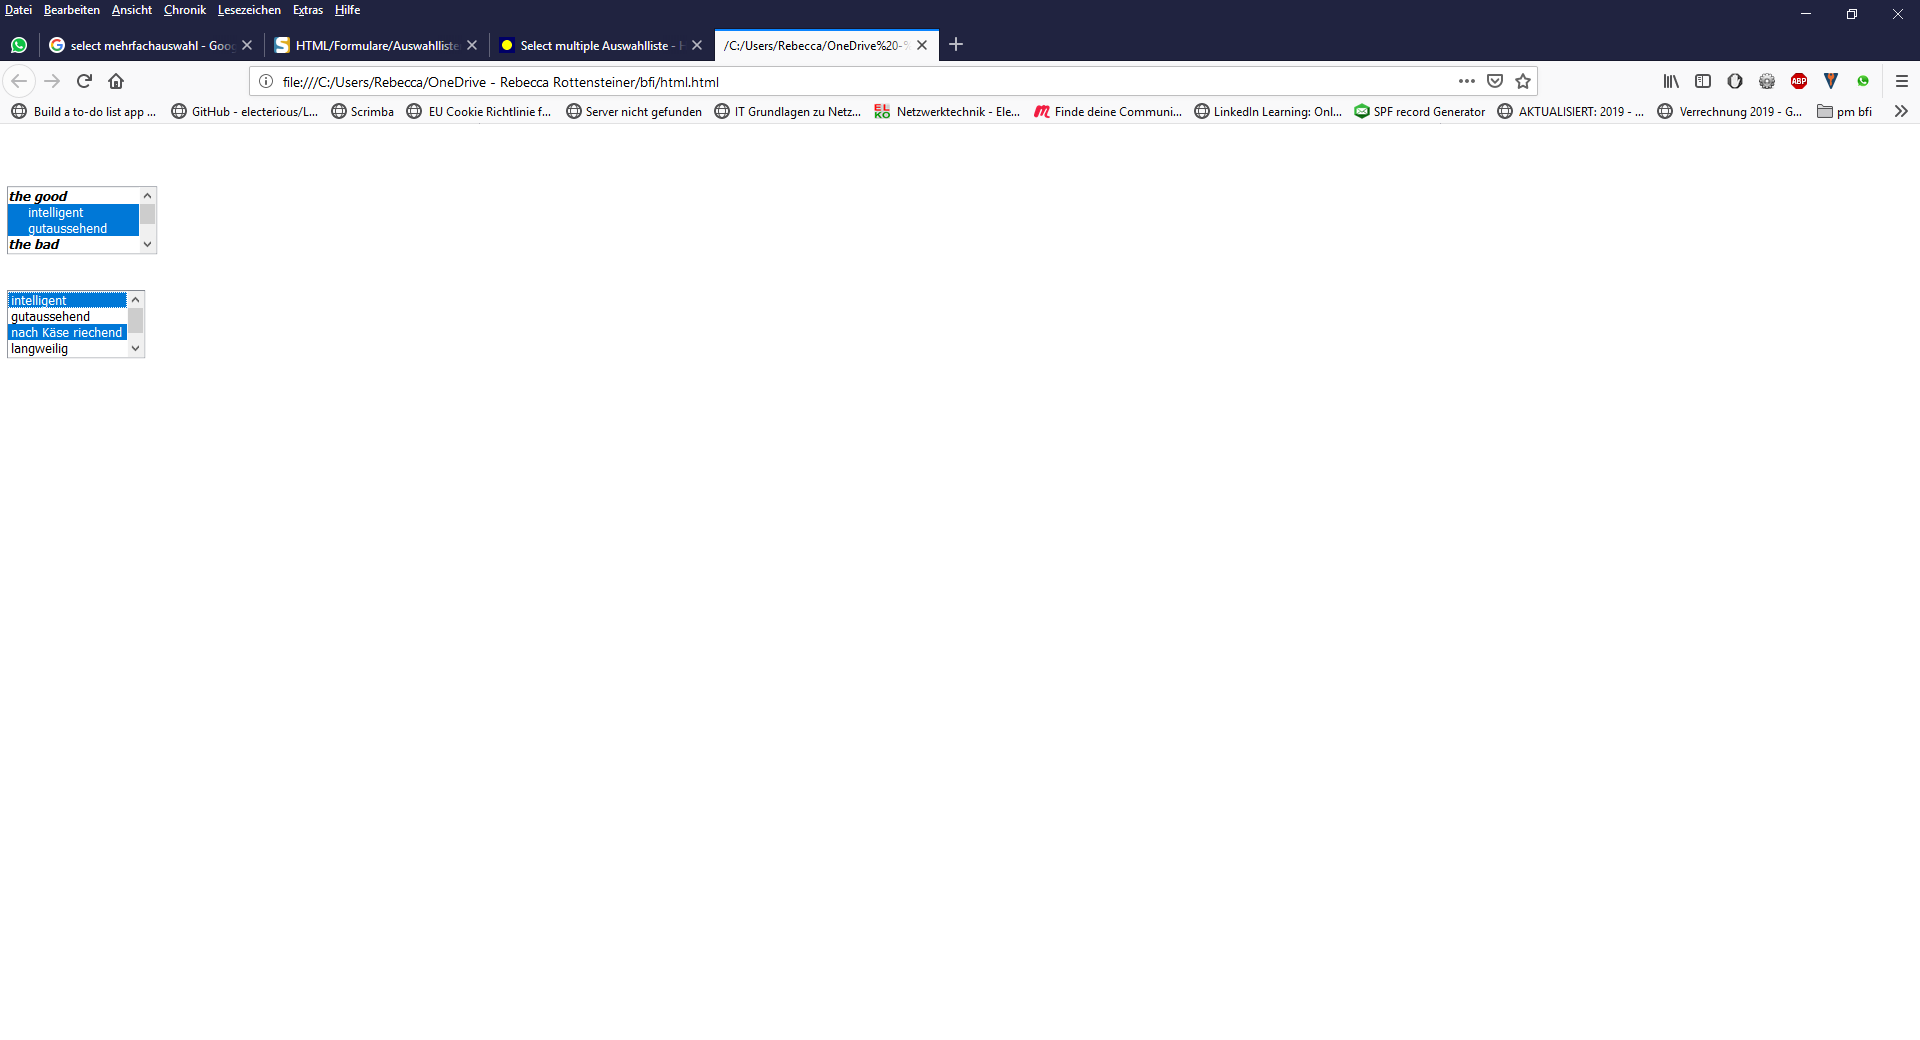 Datei Bearbeiten Ansicht Chronik Lesezeichen Extras Hilfe
select mehrfachauswahl - Goo
HTML/Formulare/Auswahlliste
Select multiple Auswahlliste -
/C:/Users/Rebecca/OneDrive%20-%
file:///C:/Users/Rebecca/OneDrive - Rebecca Rottensteiner/bfi/html.html
ABP
Build a to-do list app ... GitHub - electerious/L... Scrimba EU Cookie Richtlinie f... Server nicht gefunden IT Grundlagen zu Netz... ELKO Netzwerktechnik - Ele... Finde deine Communi... LinkedIn Learning: Onl... SPF record Generator AKTUALISIERT: 2019 - ... Verrechnung 2019 - G... pm bfi
the good
intelligent
gutaussehend
the bad
intelligent
gutaussehend
nach Käse riechend
langweilig